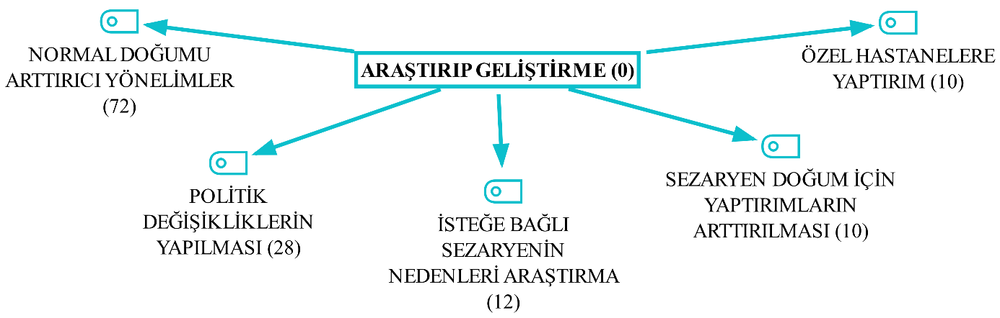 NORMAL DOĞUMU
ARTTIRICI YÖNELİMLER
(72)
ARAŞTIRIP GELİŞTİRME (0)
ÖZEL HASTANELERE
YAPTIRIM (10)
POLİTİK
DEĞİŞİKLİKLERİN
YAPILMASI (28)
İSTEĞE BAĞLI
SEZARYENİN
NEDENLERİ ARAŞTIRMA
(12)
SEZARYEN DOĞUM İÇİN
YAPTIRIMLARIN
ARTTIRILMASI (10)